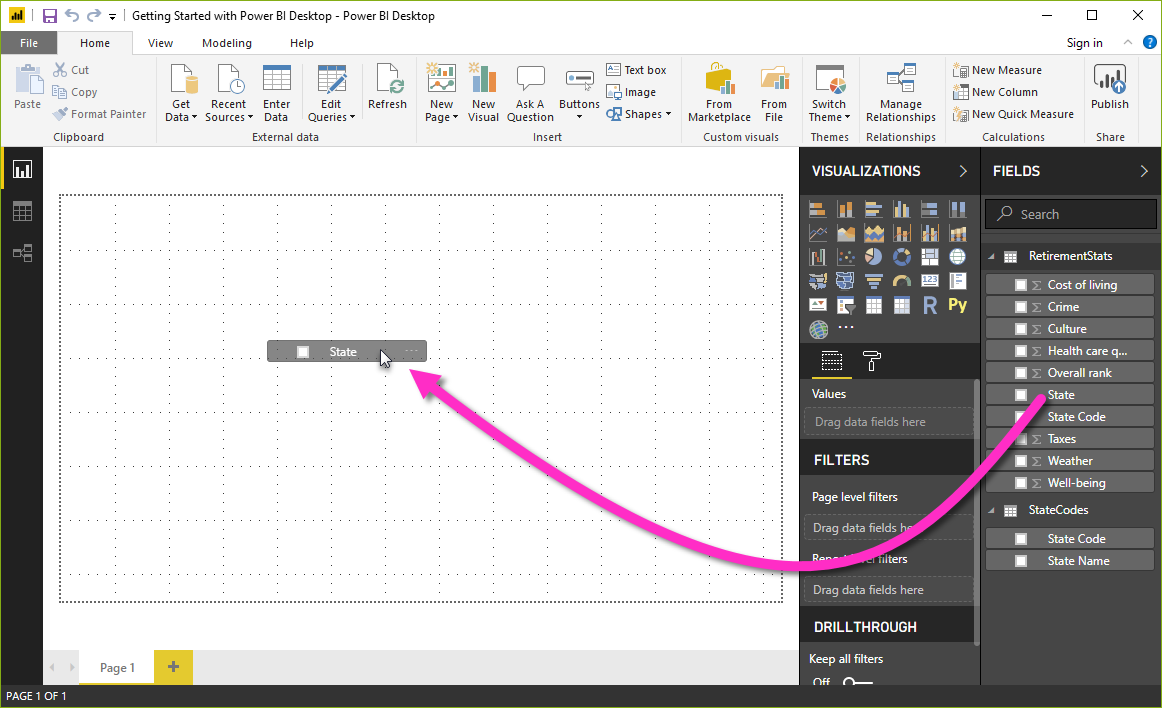 Getting Started with Power BI Desktop - Power BI Desktop
File Home View Modeling Help Sign in ?
Paste
Cut
Copy
Format Painter
Clipboard
Get Data
Recent Sources
Enter Data
Edit Queries
Refresh
External data
New Page
New Visual
Ask A Question
Buttons
Text box
Image
Shapes
Insert
From Marketplace
From File
Custom visuals
Switch Theme
Themes
Manage Relationships
Relationships
New Measure
New Column
New Quick Measure
Calculations
Publish
Share
State
VISUALIZATIONS
123
R Py
Values
Drag data fields here
FILTERS
Page level filters
Drag data fields here
filters
Drag data fields here
DRILLTHROUGH
Keep all filters
Off
FIELDS
Search
RetirementStats
Σ Cost of living
Σ Crime
Σ Culture
Σ Health care q...
Σ Overall rank
State
State Code
Σ Taxes
Σ Weather
Σ Well-being
StateCodes
State Code
State Name
Page 1 +
PAGE 1 OF 1